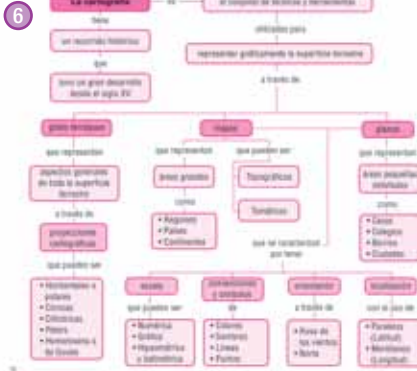 6
La cartografía
es
el conjunto de técnicas y herramientas
tiene
utilizadas para
un recorrido histórico
representar gráficamente la superficie terrestre
que
tuvo un gran desarrollo
desde el siglo XV
a través de
globo terráqueo
mapas
planos
que representan
que representan
que pueden ser
que representan
aspectos generales
de toda la superficie
terrestre
áreas grandes
Topográficos
áreas pequeñas
como
Temáticos
como
a través de
• Regiones
• Países
• Continentes
• Casas
• Colegios
• Barrios
• Ciudades
proyecciones
cartográficas
que se caracterizan
por tener
que pueden ser
escala
convenciones
y símbolos
orientación
localización
• Horizontales o
polares
• Cónicas
• Cilíndricas
• Peters
• Homolosena o
de Goode
que pueden ser
de
a través de
con el uso de
• Numérica
• Gráfica
• Hipsométrica
y batimétrica
• Colores
• Sombras
• Líneas
• Puntos
• Rosa de
los vientos
• Norte
• Paralelos
(Latitud)
• Meridianos
(Longitud)